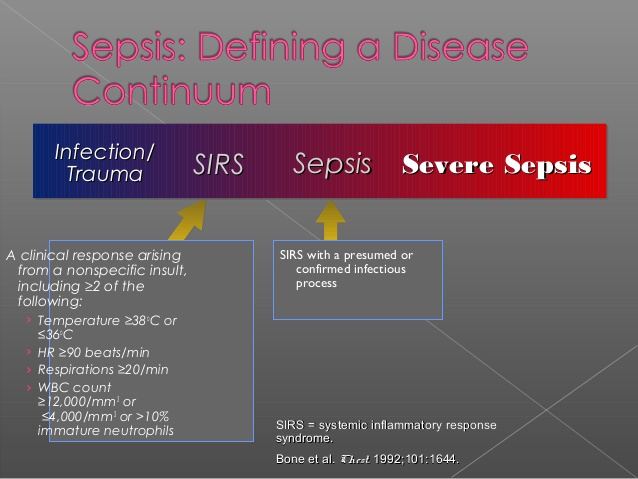 Sepsis: Defining a Disease
Continuum
Infection/
Trauma
SIRS
Sepsis
Severe Sepsis
A clinical response arising
from a nonspecific insult,
including ≥2 of the
following:
› Temperature ≥38°C or
≤36°C
› HR ≥90 beats/min
› Respirations ≥20/min
› WBC count
≥12,000/mm³ or
≤4,000/mm³ or >10%
immature neutrophils
SIRS with a presumed or
confirmed infectious
process
SIRS = systemic inflammatory response
syndrome.
Bone et al. Chest 1992;101:1644.